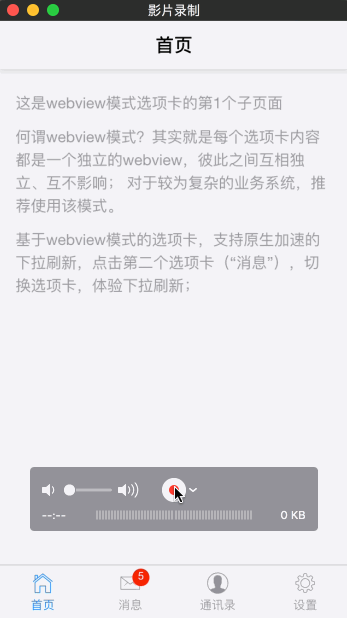 影片录制
首页
这是webview模式选项卡的第1个子页面
何谓webview模式？其实就是每个选项卡内容
都是一个独立的webview，彼此之间互相独
立、互不影响； 对于较为复杂的业务系统，推
荐使用该模式。
基于webview模式的选项卡，支持原生加速的
下拉刷新，点击第二个选项卡（“消息”），切
换选项卡，体验下拉刷新；
--:--
0 KB
5
首页
消息
通讯录
设置